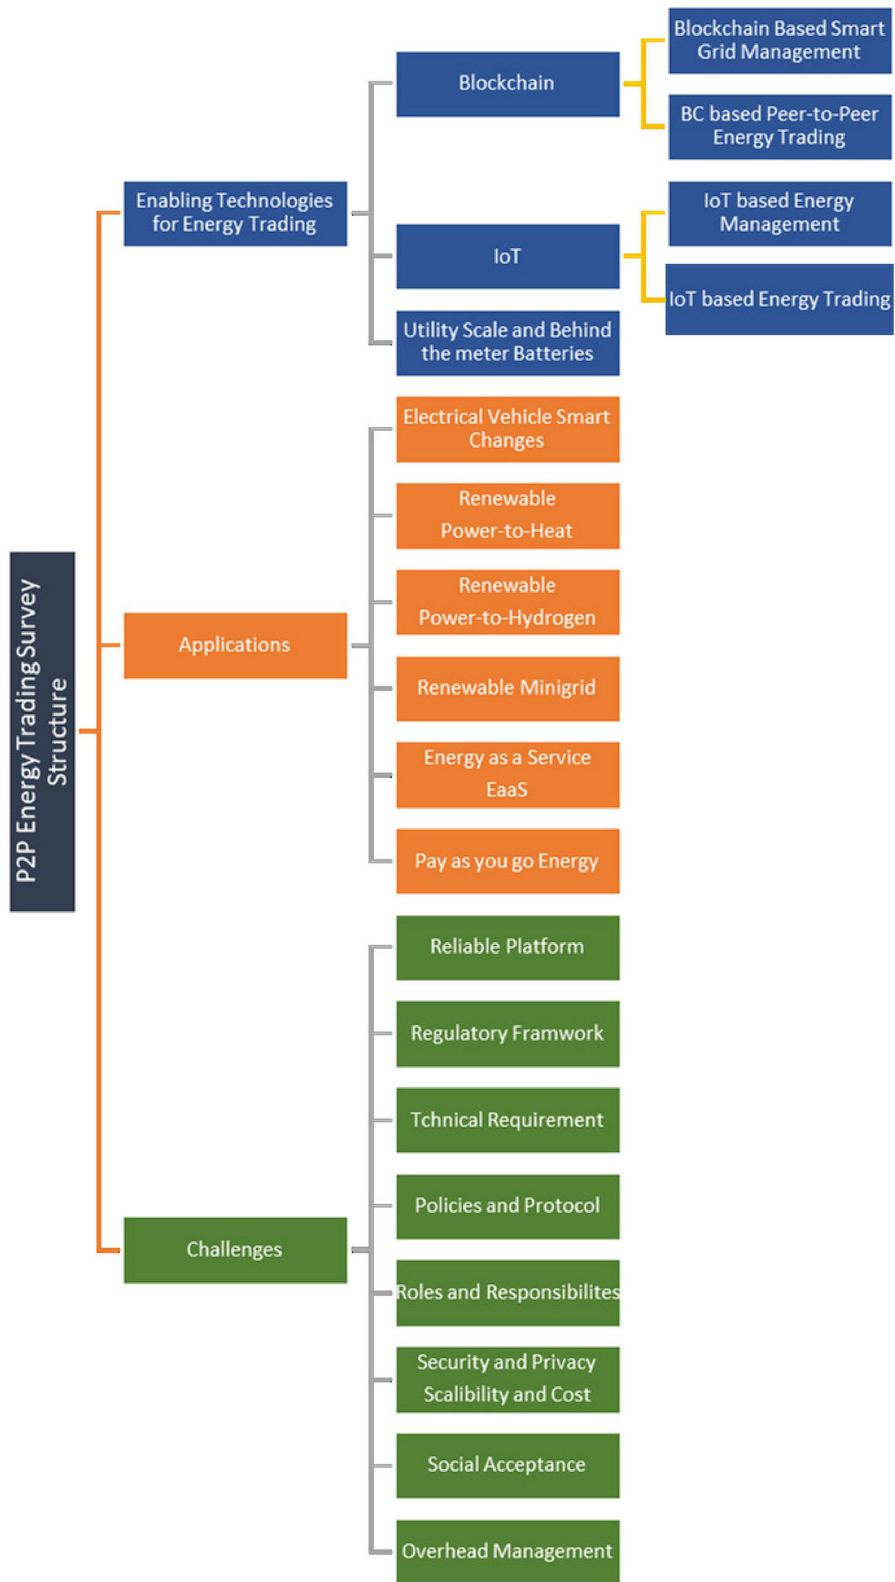 P2P Energy Trading Survey
Structure
Enabling Technologies
for Energy Trading
Blockchain
Blockchain Based Smart
Grid Management
BC based Peer-to-Peer
Energy Trading
IoT
IoT based Energy
Management
IoT based Energy Trading
Utility Scale and Behind
the meter Batteries
Applications
Electrical Vehicle Smart
Changes
Renewable
Power-to-Heat
Renewable
Power-to-Hydrogen
Renewable Minigrid
Energy as a Service
EaaS
Pay as you go Energy
Challenges
Reliable Platform
Regulatory Framwork
Tchnical Requirement
Policies and Protocol
Roles and Responsibilites
Security and Privacy
Scalibility and Cost
Social Acceptance
Overhead Management